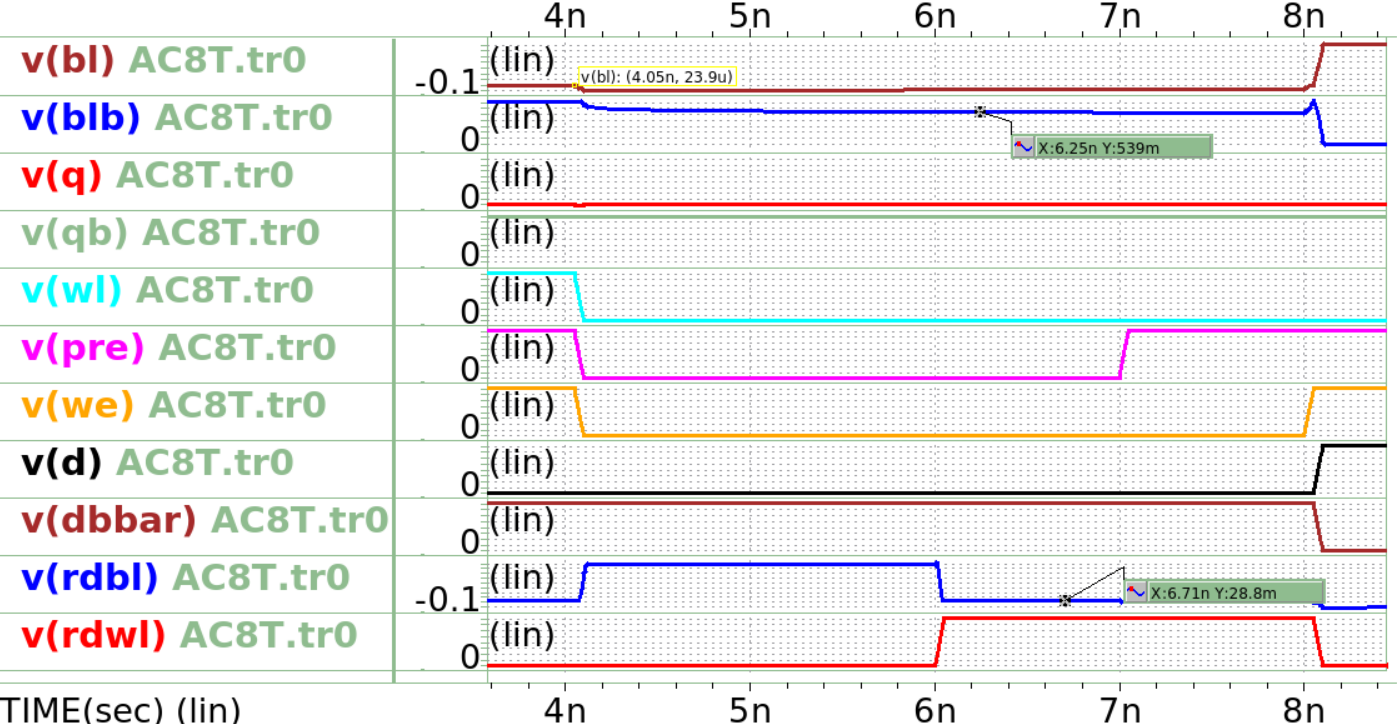 4n 5n 6n 7n 8n
v(bl) AC8T.tr0 -0.1 (lin) v(bl): (4.05n, 23.9u)
v(blb) AC8T.tr0 0 (lin) X:6.25n Y:539m
v(q) AC8T.tr0 0 (lin)
v(qb) AC8T.tr0 0 (lin)
v(wl) AC8T.tr0 0 (lin)
v(pre) AC8T.tr0 0 (lin)
v(we) AC8T.tr0 0 (lin)
v(d) AC8T.tr0 0 (lin)
v(dbbar) AC8T.tr0 0 (lin)
v(rdbl) AC8T.tr0 -0.1 (lin) X:6.71n Y:28.8m
v(rdwl) AC8T.tr0 0 (lin)
TIME(sec) (lin) 4n 5n 6n 7n 8n